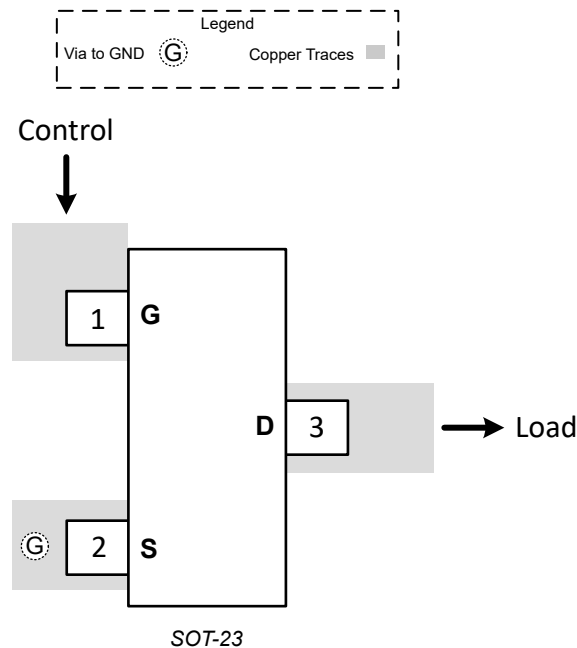 Legend
Via to GND G Copper Traces
Control
1 G
D 3 Load
G 2 S
SOT-23